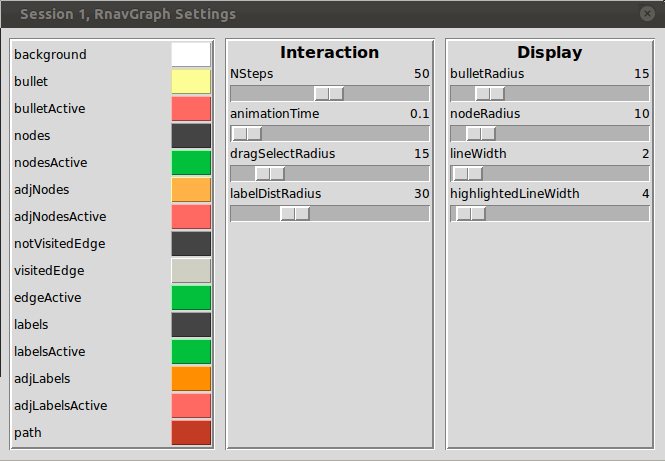 Session 1, RnavGraph Settings
background
bullet
bulletActive
nodes
nodesActive
adjNodes
adjNodesActive
notVisitedEdge
visitedEdge
edgeActive
labels
labelsActive
adjLabels
adjLabelsActive
path
Interaction
NSteps 50
animationTime 0.1
dragSelectRadius 15
labelDistRadius 30
Display
bulletRadius 15
nodeRadius 10
lineWidth 2
highlightedLineWidth 4